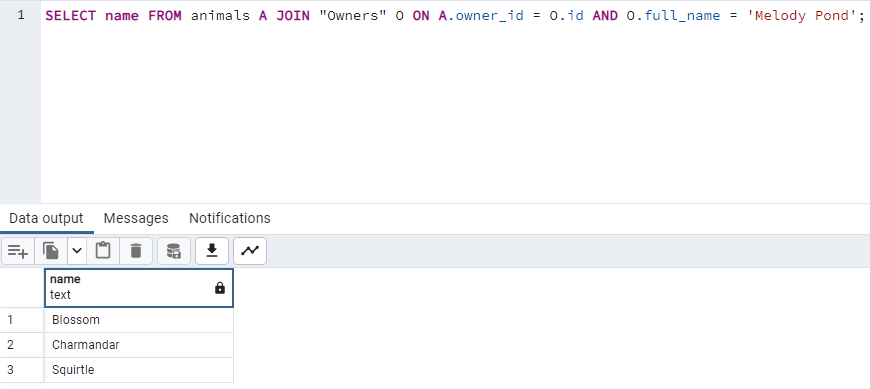 1 SELECT name FROM animals A JOIN "Owners" O ON A.owner_id = O.id AND O.full_name = 'Melody Pond';
Data output Messages Notifications
name
text
1 Blossom
2 Charmandar
3 Squirtle